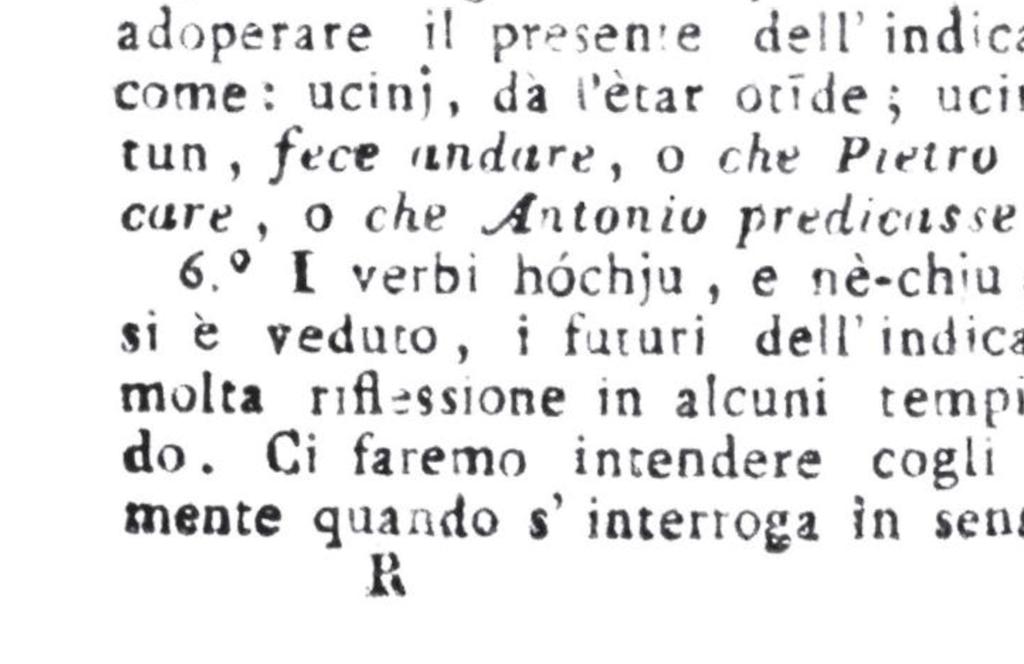 adoperare il presente dell' indica
come: ucinj, dà l'ètar otīde; ucin
tun, fece andare, o che Pietro
care, o che Antonio predicasse
6.º I verbi hóchju, e nè-chiu
si è veduto, i futuri dell' indica
molta riflessione in alcuni tempi
do. Ci faremo intendere cogli
mente quando s' interroga in sens
R